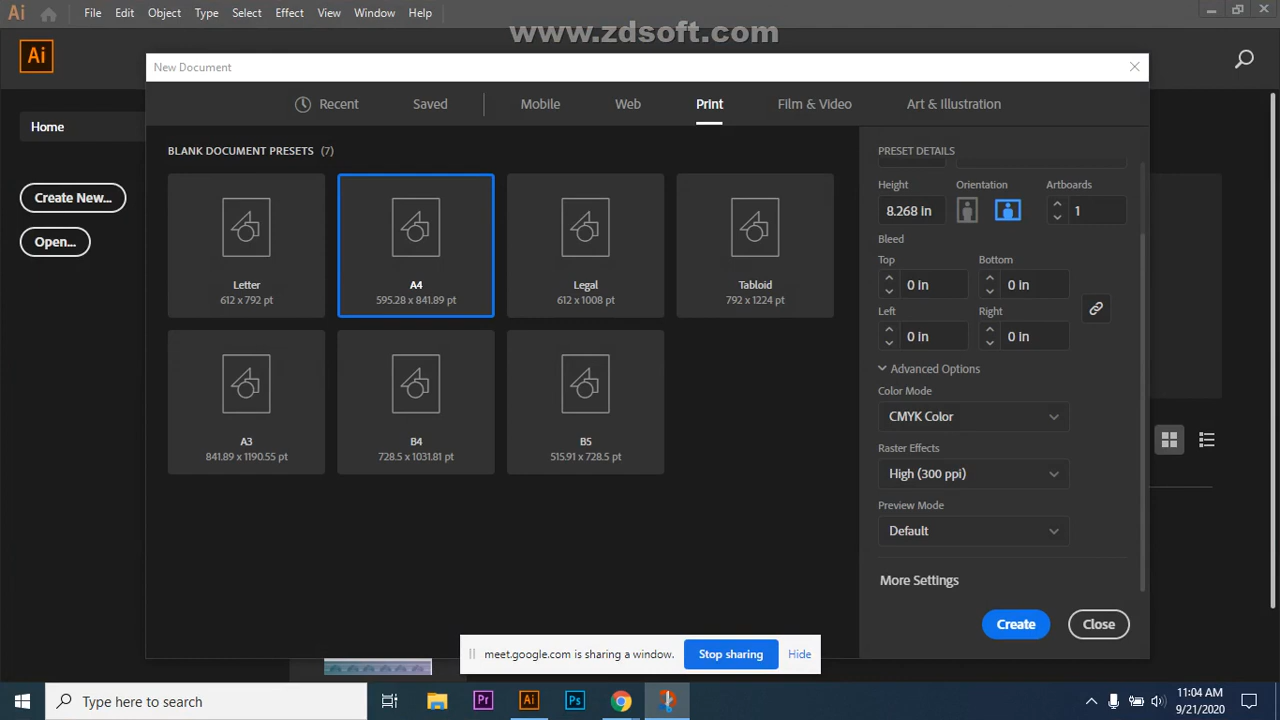 Ai File Edit Object Type Select Effect View Window Help
www.zdsoft.com
Ai
New Document
Recent Saved Mobile Web Print Film & Video Art & Illustration
Home
Create New...
Open...
BLANK DOCUMENT PRESETS (7)
Letter
612 x 792 pt
A4
595.28 x 841.89 pt
Legal
612 x 1008 pt
Tabloid
792 x 1224 pt
A3
841.89 x 1190.55 pt
B4
728.5 x 1031.81 pt
B5
515.91 x 728.5 pt
PRESET DETAILS
Height Orientation Artboards
8.268 in 1
Bleed
Top Bottom
0 in 0 in
Left Right
0 in 0 in
Advanced Options
Color Mode
CMYK Color
Raster Effects
High (300 ppi)
Preview Mode
Default
More Settings
Create Close
meet.google.com is sharing a window. Stop sharing Hide
Type here to search
Pr Ai Ps
11:04 AM
9/21/2020